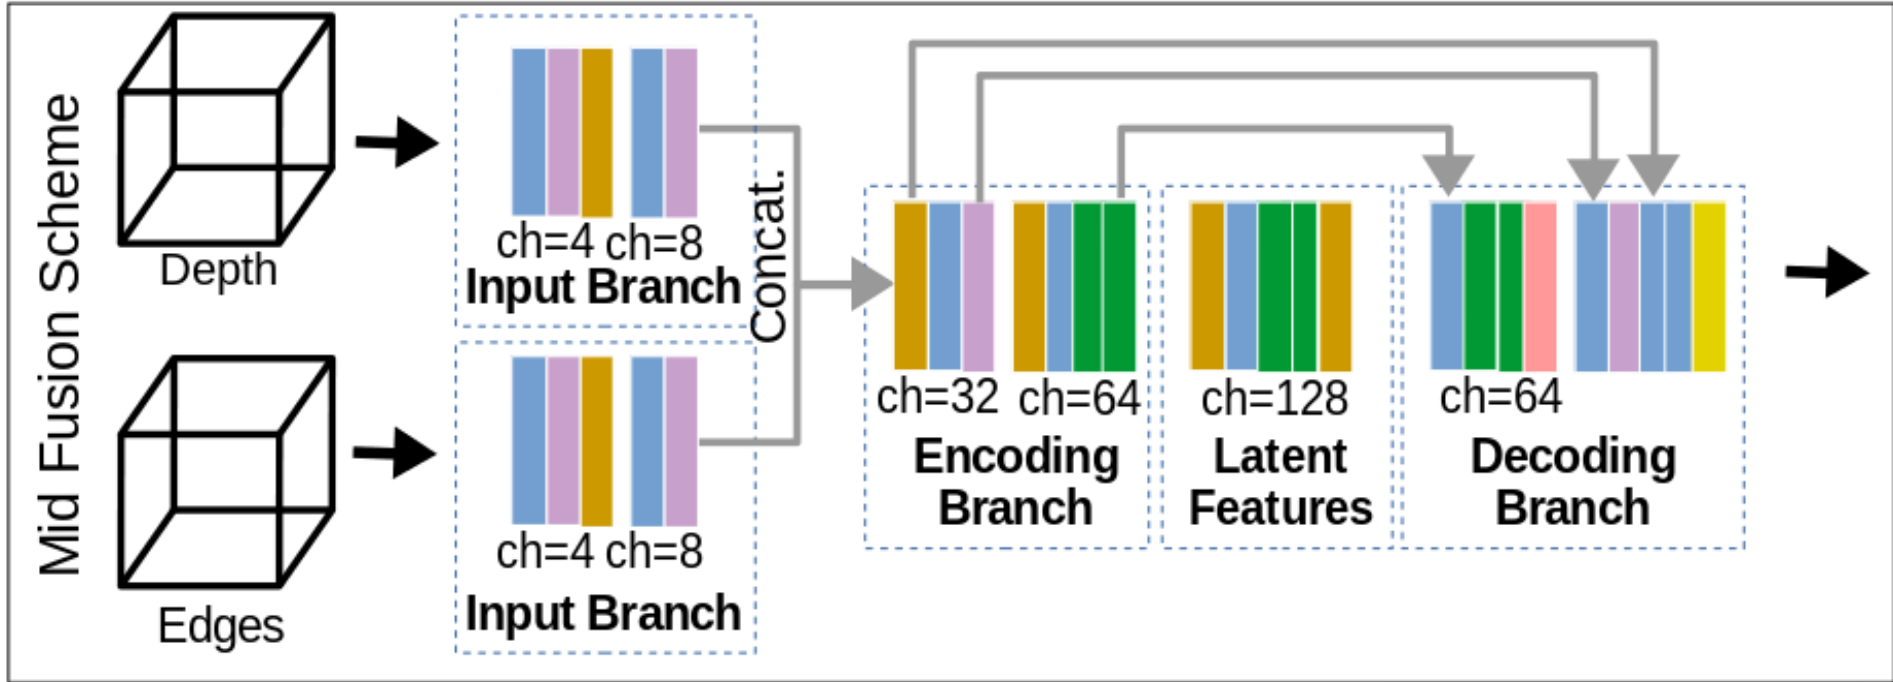 Mid Fusion Scheme
Depth
ch=4 ch=8
Input Branch
Edges
ch=4 ch=8
Input Branch
Concat.
ch=32 ch=64
Encoding
Branch
ch=128
Latent
Features
ch=64
Decoding
Branch